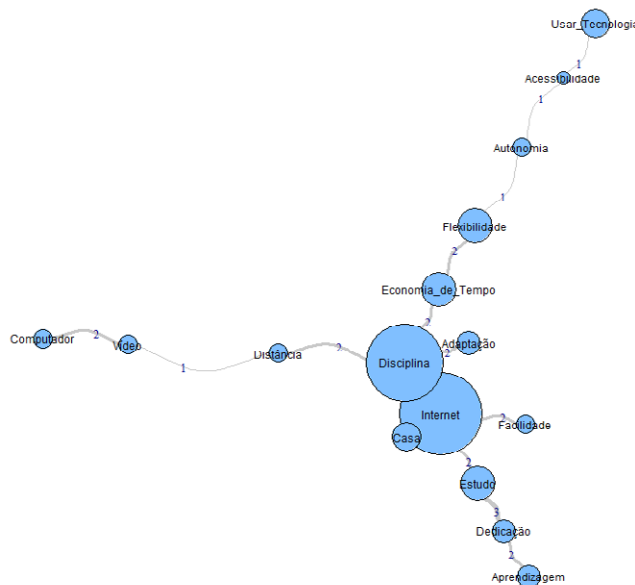 Usar_Tecnologia
1
Acessibilidade
1
Autonomia
1
Flexibilidade
2
Economia_de_Tempo
2
Computador
2
Vídeo
1
Distância
2
Disciplina
2
Adaptação
Internet
Casa
2
Facilidade
2
Estudo
3
Dedicação
2
Aprendizagem